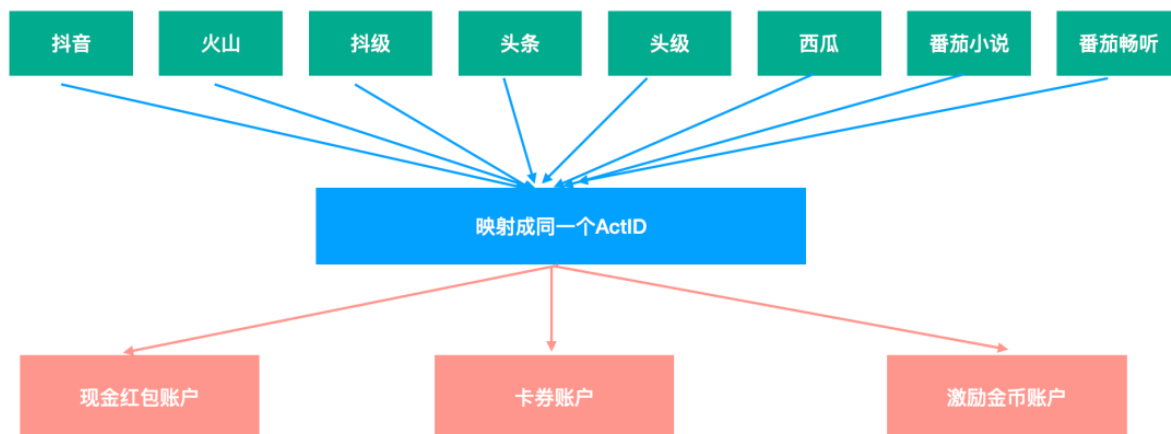 抖音
火山
抖级
头条
头级
西瓜
番茄小说
番茄畅听
映射成同一个ActID
现金红包账户
卡券账户
激励金币账户